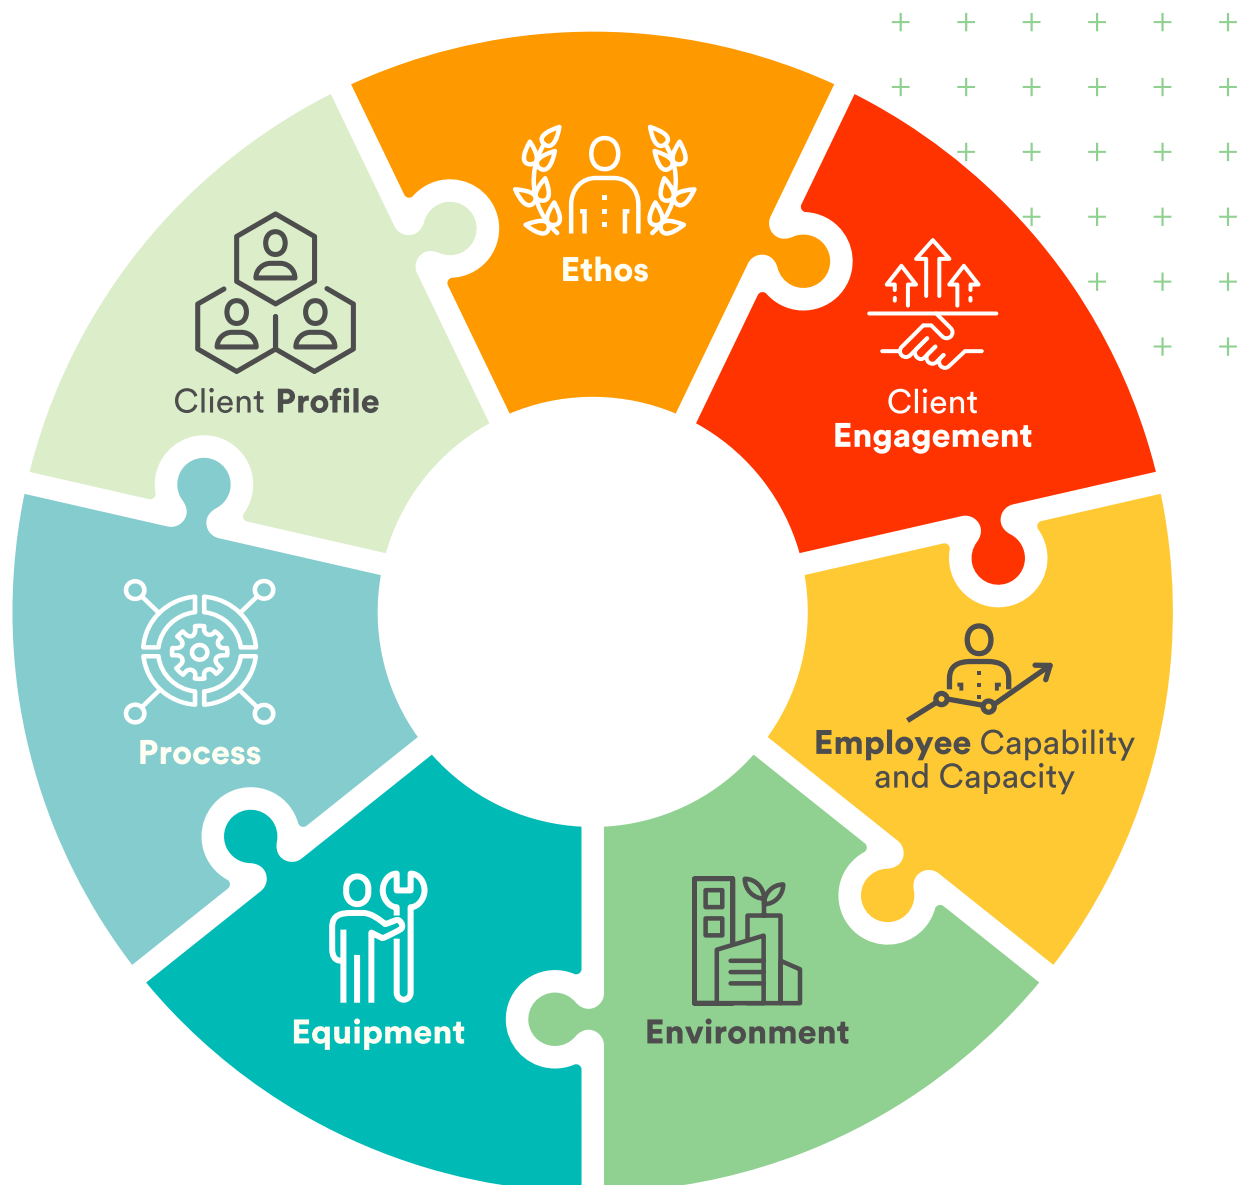 Ethos
Client
Engagement
Client Profile
Employee Capability
and Capacity
Process
Equipment
Environment